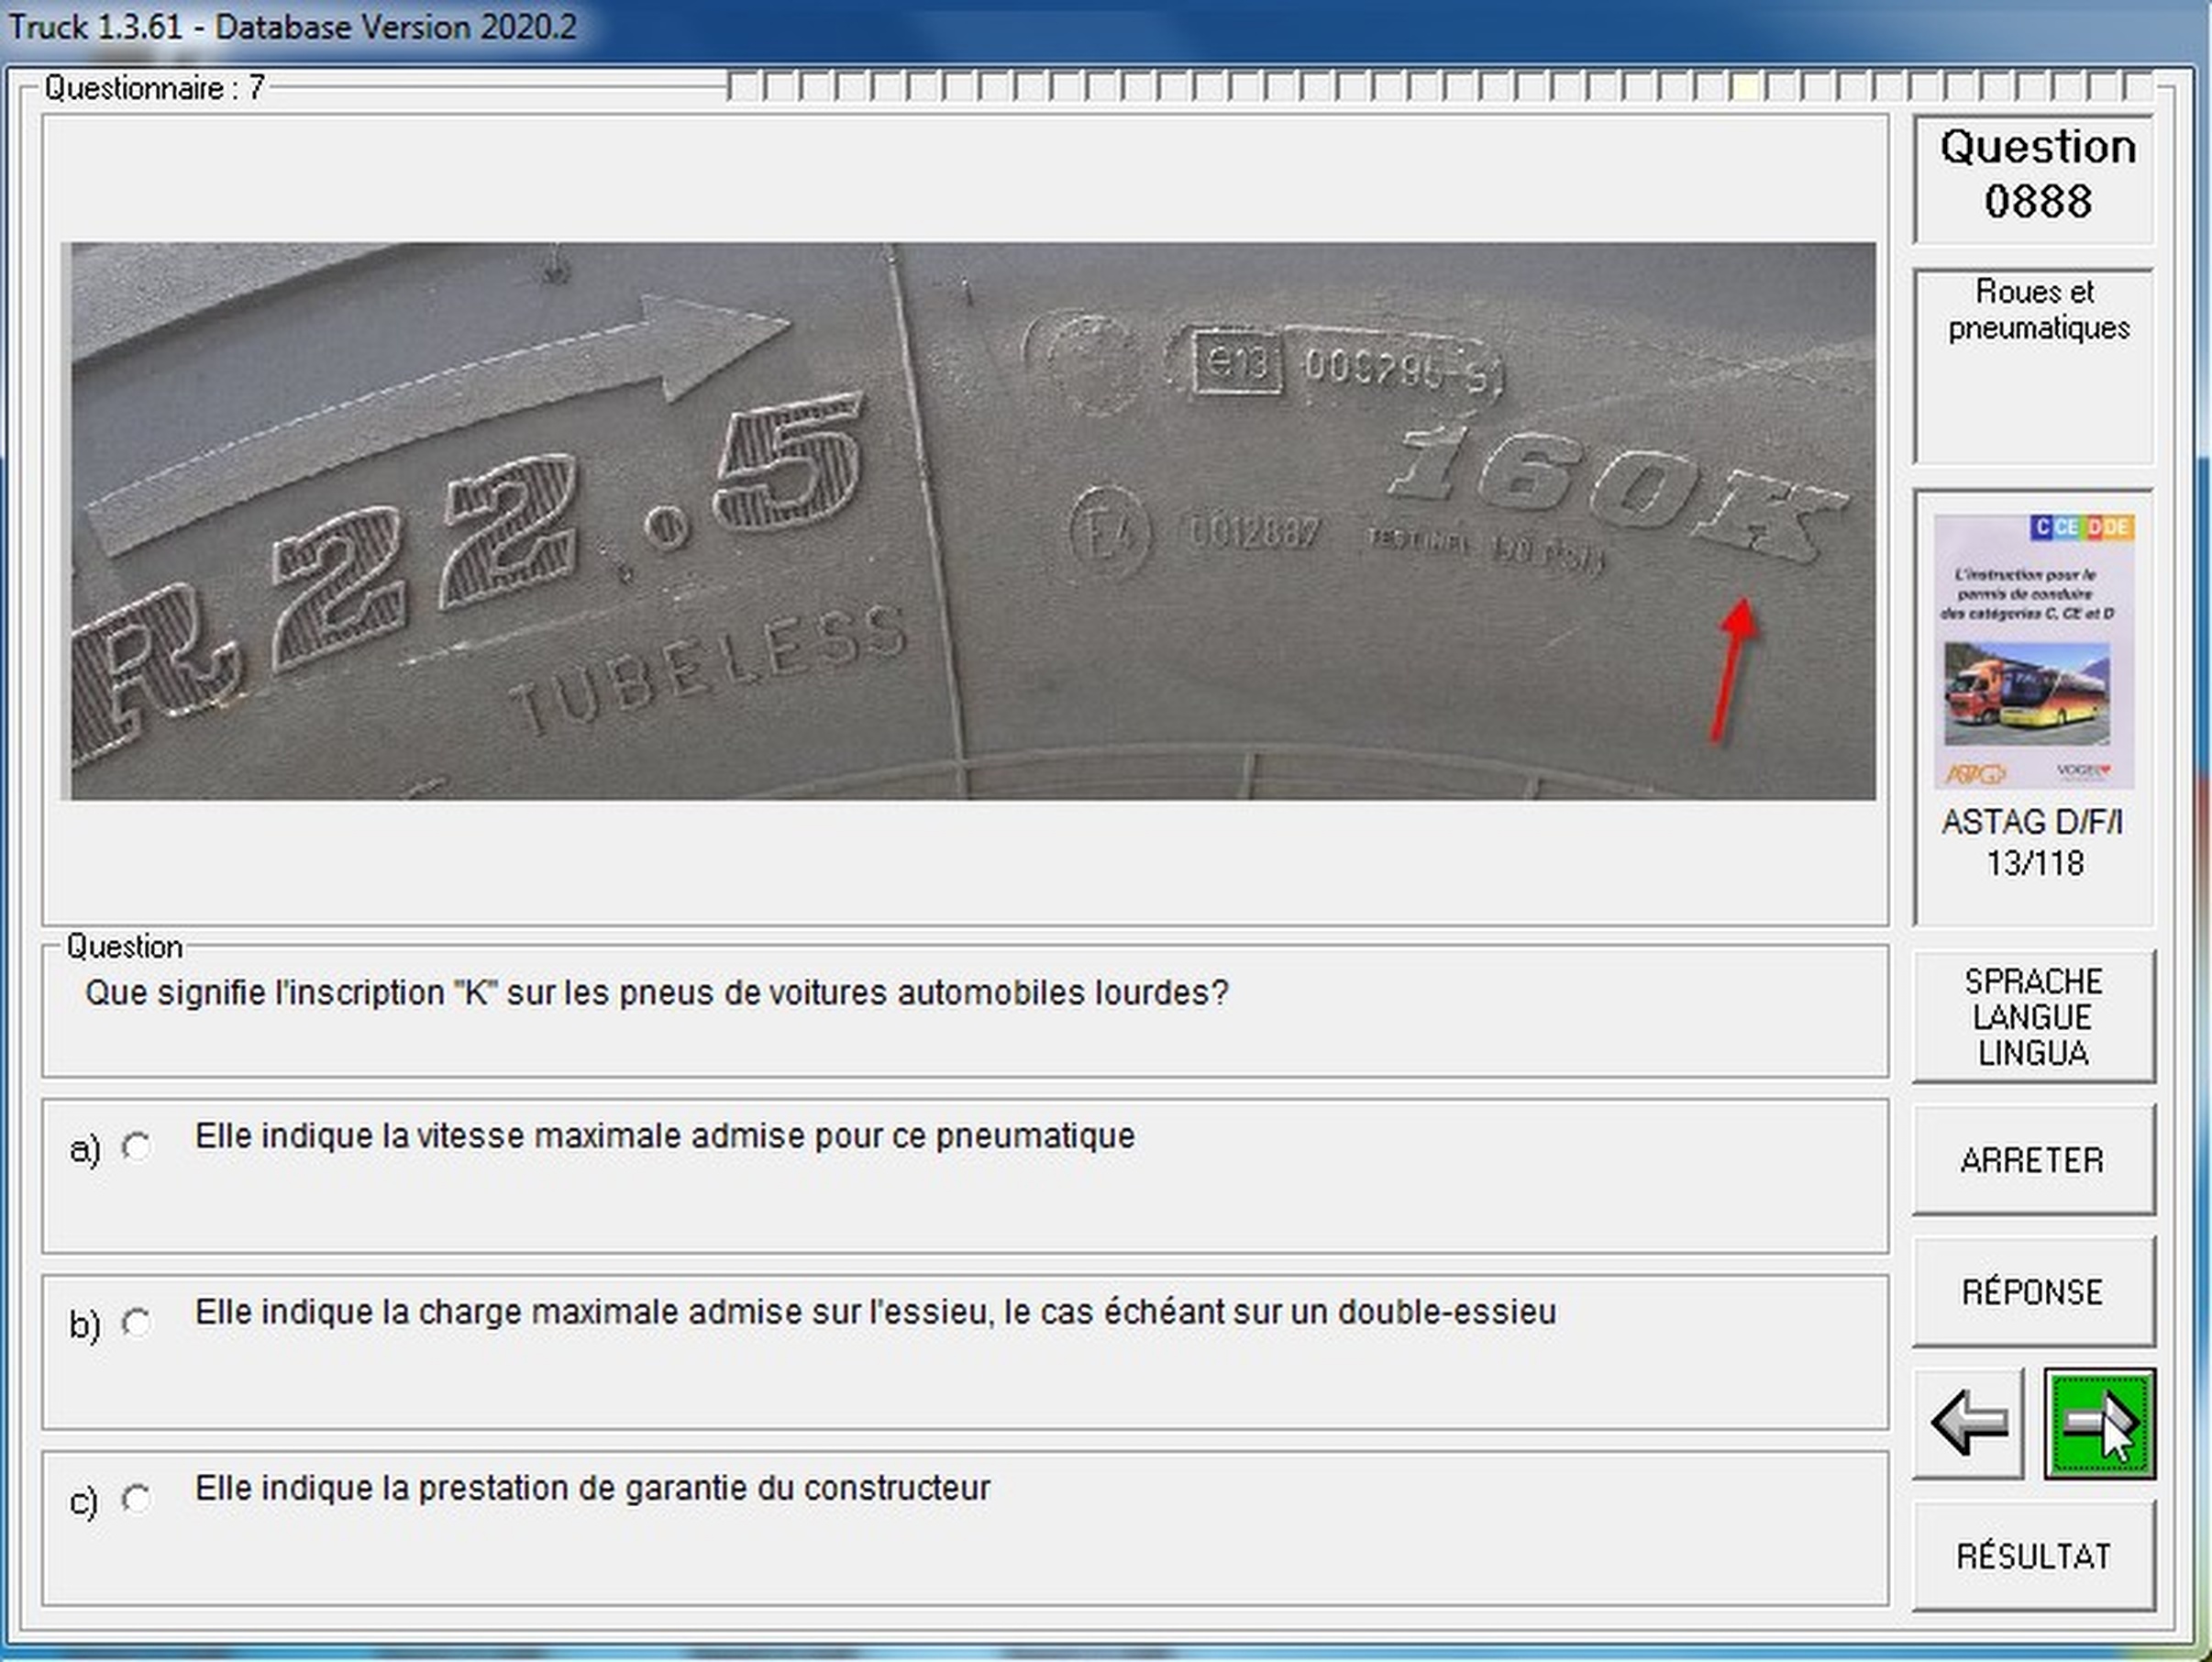 Truck 1.3.61 - Database Version 2020.2
Questionnaire : 7
R22.5
TUBELESS
e13
160K
E4
Question
0888
Roues et
pneumatiques
C CE D DE
L'instruction pour le
permis de conduire
des catégories C, CE et D
ASTAG
VOGEL
ASTAG D/F/I
13/118
Question
Que signifie l'inscription "K" sur les pneus de voitures automobiles lourdes?
a) Elle indique la vitesse maximale admise pour ce pneumatique
b) Elle indique la charge maximale admise sur l'essieu, le cas échéant sur un double-essieu
c) Elle indique la prestation de garantie du constructeur
SPRACHE
LANGUE
LINGUA
ARRETER
RÉPONSE
RÉSULTAT